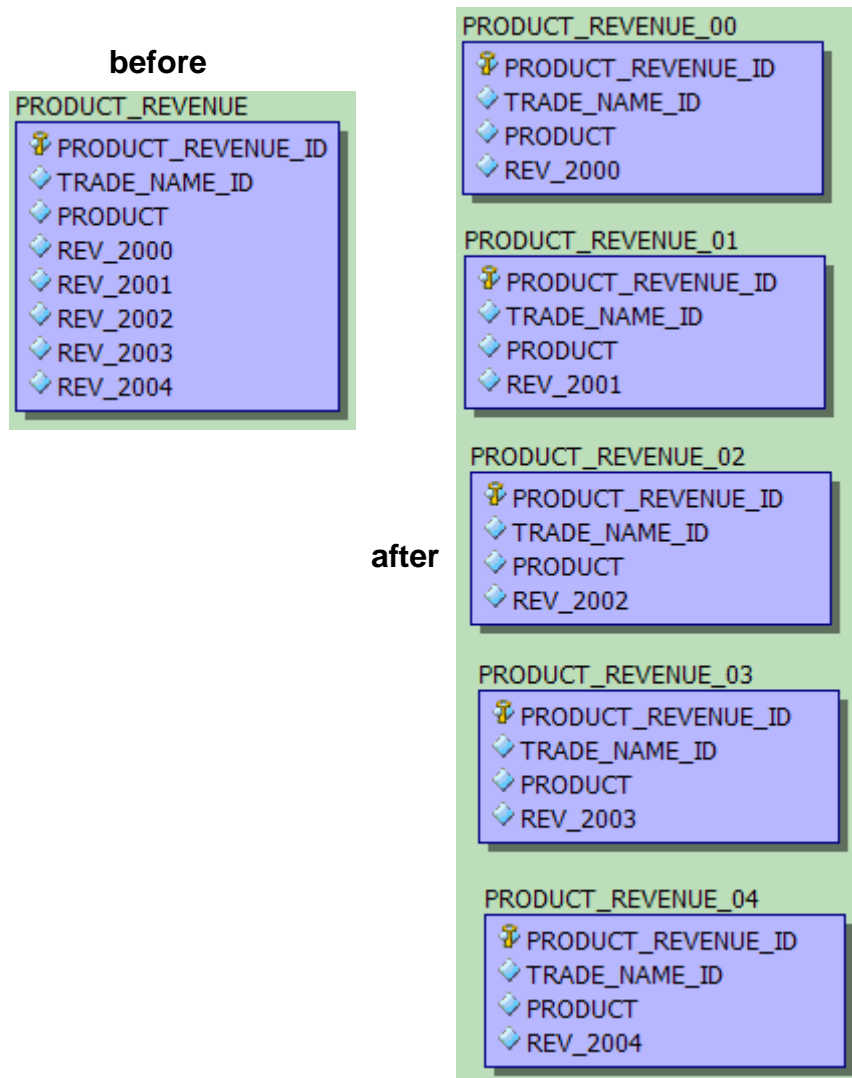 before
PRODUCT_REVENUE
PRODUCT_REVENUE_ID
TRADE_NAME_ID
PRODUCT
REV_2000
REV_2001
REV_2002
REV_2003
REV_2004
after
PRODUCT_REVENUE_00
PRODUCT_REVENUE_ID
TRADE_NAME_ID
PRODUCT
REV_2000
PRODUCT_REVENUE_01
PRODUCT_REVENUE_ID
TRADE_NAME_ID
PRODUCT
REV_2001
PRODUCT_REVENUE_02
PRODUCT_REVENUE_ID
TRADE_NAME_ID
PRODUCT
REV_2002
PRODUCT_REVENUE_03
PRODUCT_REVENUE_ID
TRADE_NAME_ID
PRODUCT
REV_2003
PRODUCT_REVENUE_04
PRODUCT_REVENUE_ID
TRADE_NAME_ID
PRODUCT
REV_2004